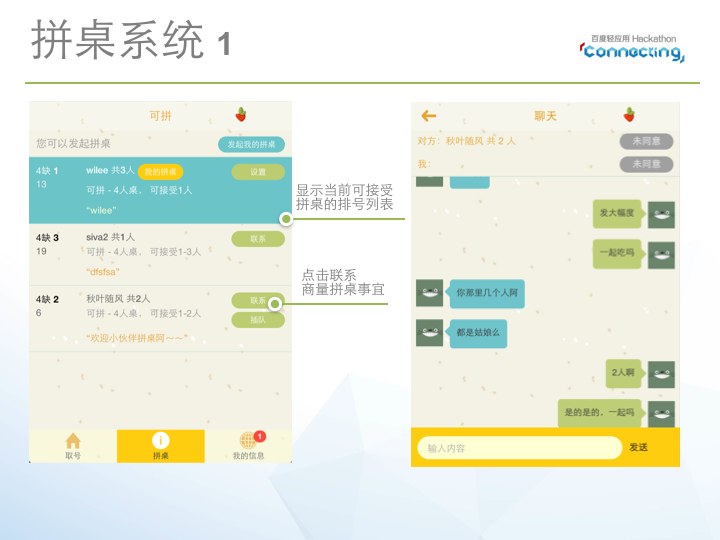 拼桌系统 1
百度轻应用 Hackathon
Connecting
可拼
您可以发起拼桌
发起我的拼桌
4缺 1
wilee 共3人
我的拼桌
设置
13
可拼 - 4人桌，可接受1人
“wilee”
4缺 3
siva2 共1人
联系
19
可拼 - 4人桌，可接受1-3人
“dfsfsa”
4缺 2
秋叶随风 共2人
联系
6
可拼 - 4人桌，可接受1-2人
插队
“欢迎小伙伴拼桌阿～～”
取号
拼桌
1
我的信息
显示当前可接受
拼桌的排号列表
点击联系
商量拼桌事宜
聊天
对方：秋叶随风 共 2 人
未同意
我：
未同意
发大幅度
一起吃吗
你那里几个人阿
都是姑娘么
2人啊
是的是的，一起吗
输入内容
发送